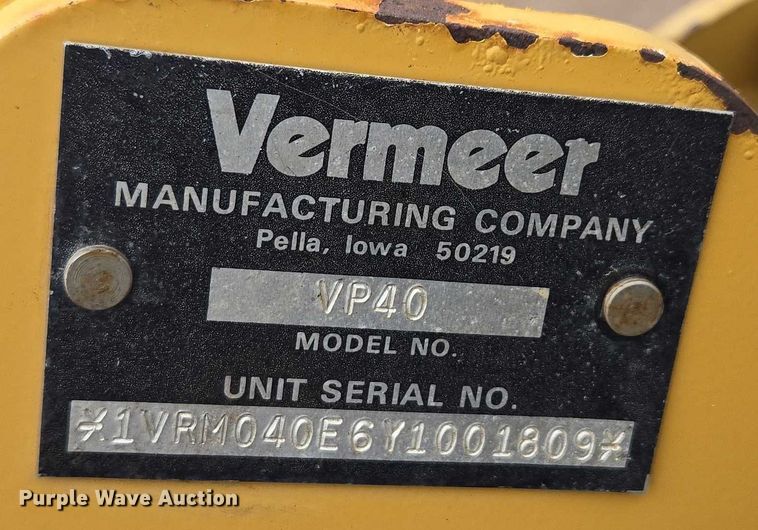 Vermeer
MANUFACTURING COMPANY
Pella, Iowa 50219
VP40
MODEL NO.
UNIT SERIAL NO.
*1VRM040E6Y1001809*
Purple Wave Auction